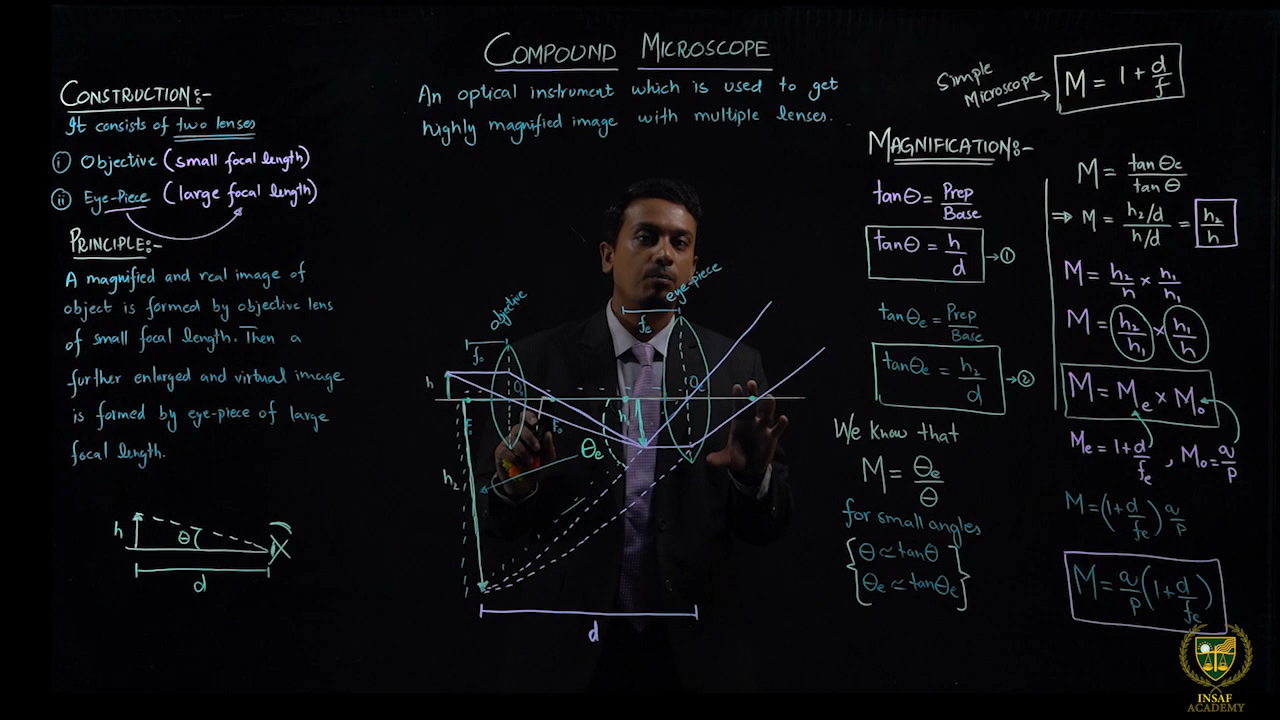 COMPOUND MICROSCOPE
An optical instrument which is used to get
highly magnified image with multiple lenses.
CONSTRUCTION:-
It consists of two lenses
i Objective (small focal length)
ii Eye-Piece (large focal length)
PRINCIPLE:-
A magnified and real image of
object is formed by objective lens
of small focal length. Then a
further enlarged and virtual image
is formed by eye-piece of large
focal length.
h
θ
d
objective
eye-piece
fo
fe
h
O
O
F
Fo
h
θe
h2
d
Simple
Microscope
M = 1 + d/f
MAGNIFICATION:-
tanθ = Prep/Base
tanθ = h/d → 1
tanθe = Prep/Base
tanθe = h2/d → 2
We know that
M = θe/θ
for small angles
θ ≃ tanθ
θe ≃ tanθe
M = tanθe/tanθ
⇒ M = h2/d / h/d = h2/h
M = h2/h × h1/h1
M = h2/h1 × h1/h
M = Me × Mo
Me = 1 + d/fe , Mo = q/p
M = (1 + d/fe) q/p
M = q/p (1 + d/fe)
INSAF
ACADEMY